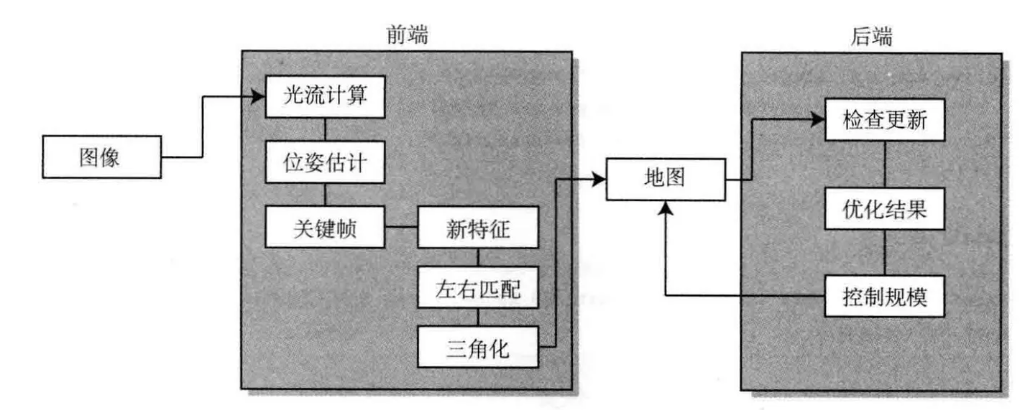 前端
后端
图像
光流计算
位姿估计
关键帧
新特征
左右匹配
三角化
地图
检查更新
优化结果
控制规模